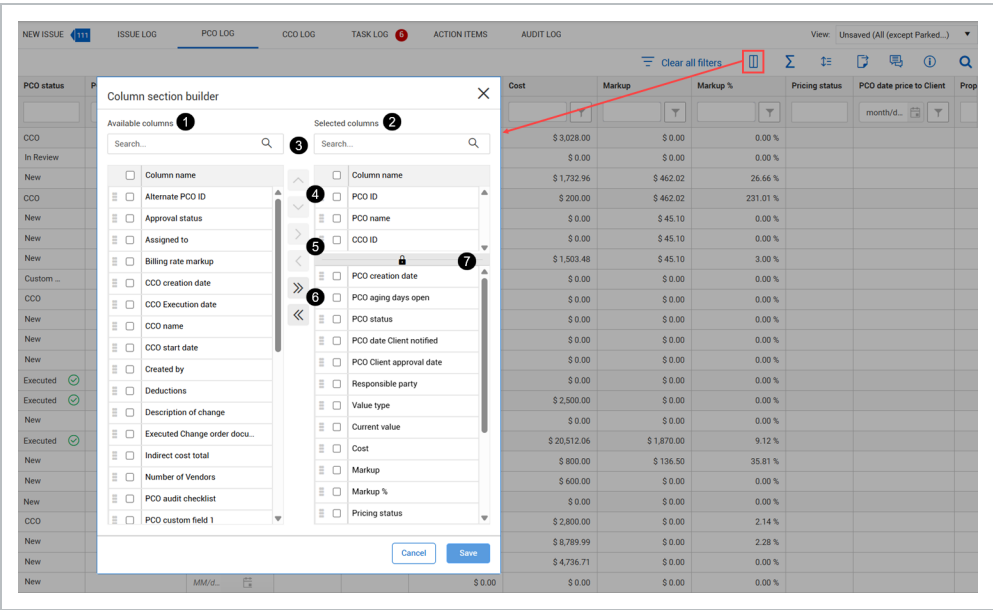 NEW ISSUE 111 ISSUE LOG PCO LOG CCO LOG TASK LOG 6 ACTION ITEMS AUDIT LOG View: Unsaved (All (except Parked...)
Clear all filters
PCO status P Cost Markup Markup % Pricing status PCO date price to Client Prop
month/d...
Column section builder
Available columns 1 Selected columns 2
Search... 3 Search...
Column name Column name
Alternate PCO ID 4 PCO ID
Approval status PCO name
Assigned to 5 CCO ID
Billing rate markup 7
CCO creation date PCO creation date
CCO Execution date 6 PCO aging days open
CCO name PCO status
CCO start date PCO date Client notified
Created by PCO Client approval date
Deductions Responsible party
Description of change Value type
Executed Change order docu... Current value
Indirect cost total Cost
Number of Vendors Markup
PCO audit checklist Markup %
PCO custom field 1 Pricing status
Cancel Save
CCO $ 3,028.00 $ 0.00 0.00 %
In Review $ 0.00 $ 0.00 0.00 %
New $ 1,732.96 $ 462.02 26.66 %
CCO $ 200.00 $ 462.02 231.01 %
New $ 0.00 $ 45.10 0.00 %
New $ 0.00 $ 45.10 0.00 %
New $ 1,503.48 $ 45.10 3.00 %
Custom ... $ 0.00 $ 0.00 0.00 %
CCO $ 0.00 $ 0.00 0.00 %
New $ 0.00 $ 0.00 0.00 %
New $ 0.00 $ 0.00 0.00 %
New $ 0.00 $ 0.00 0.00 %
Executed $ 0.00 $ 0.00 0.00 %
Executed $ 2,500.00 $ 0.00 0.00 %
New $ 0.00 $ 0.00 0.00 %
Executed $ 20,512.06 $ 1,870.00 9.12 %
New $ 800.00 $ 136.50 35.81 %
New $ 600.00 $ 0.00 0.00 %
New $ 0.00 $ 0.00 0.00 %
CCO $ 2,800.00 $ 0.00 2.14 %
New $ 8,789.99 $ 0.00 2.28 %
New $ 4,736.71 $ 0.00 0.00 %
New MM/d... $ 0.00 $ 0.00 $ 0.00 0.00 %